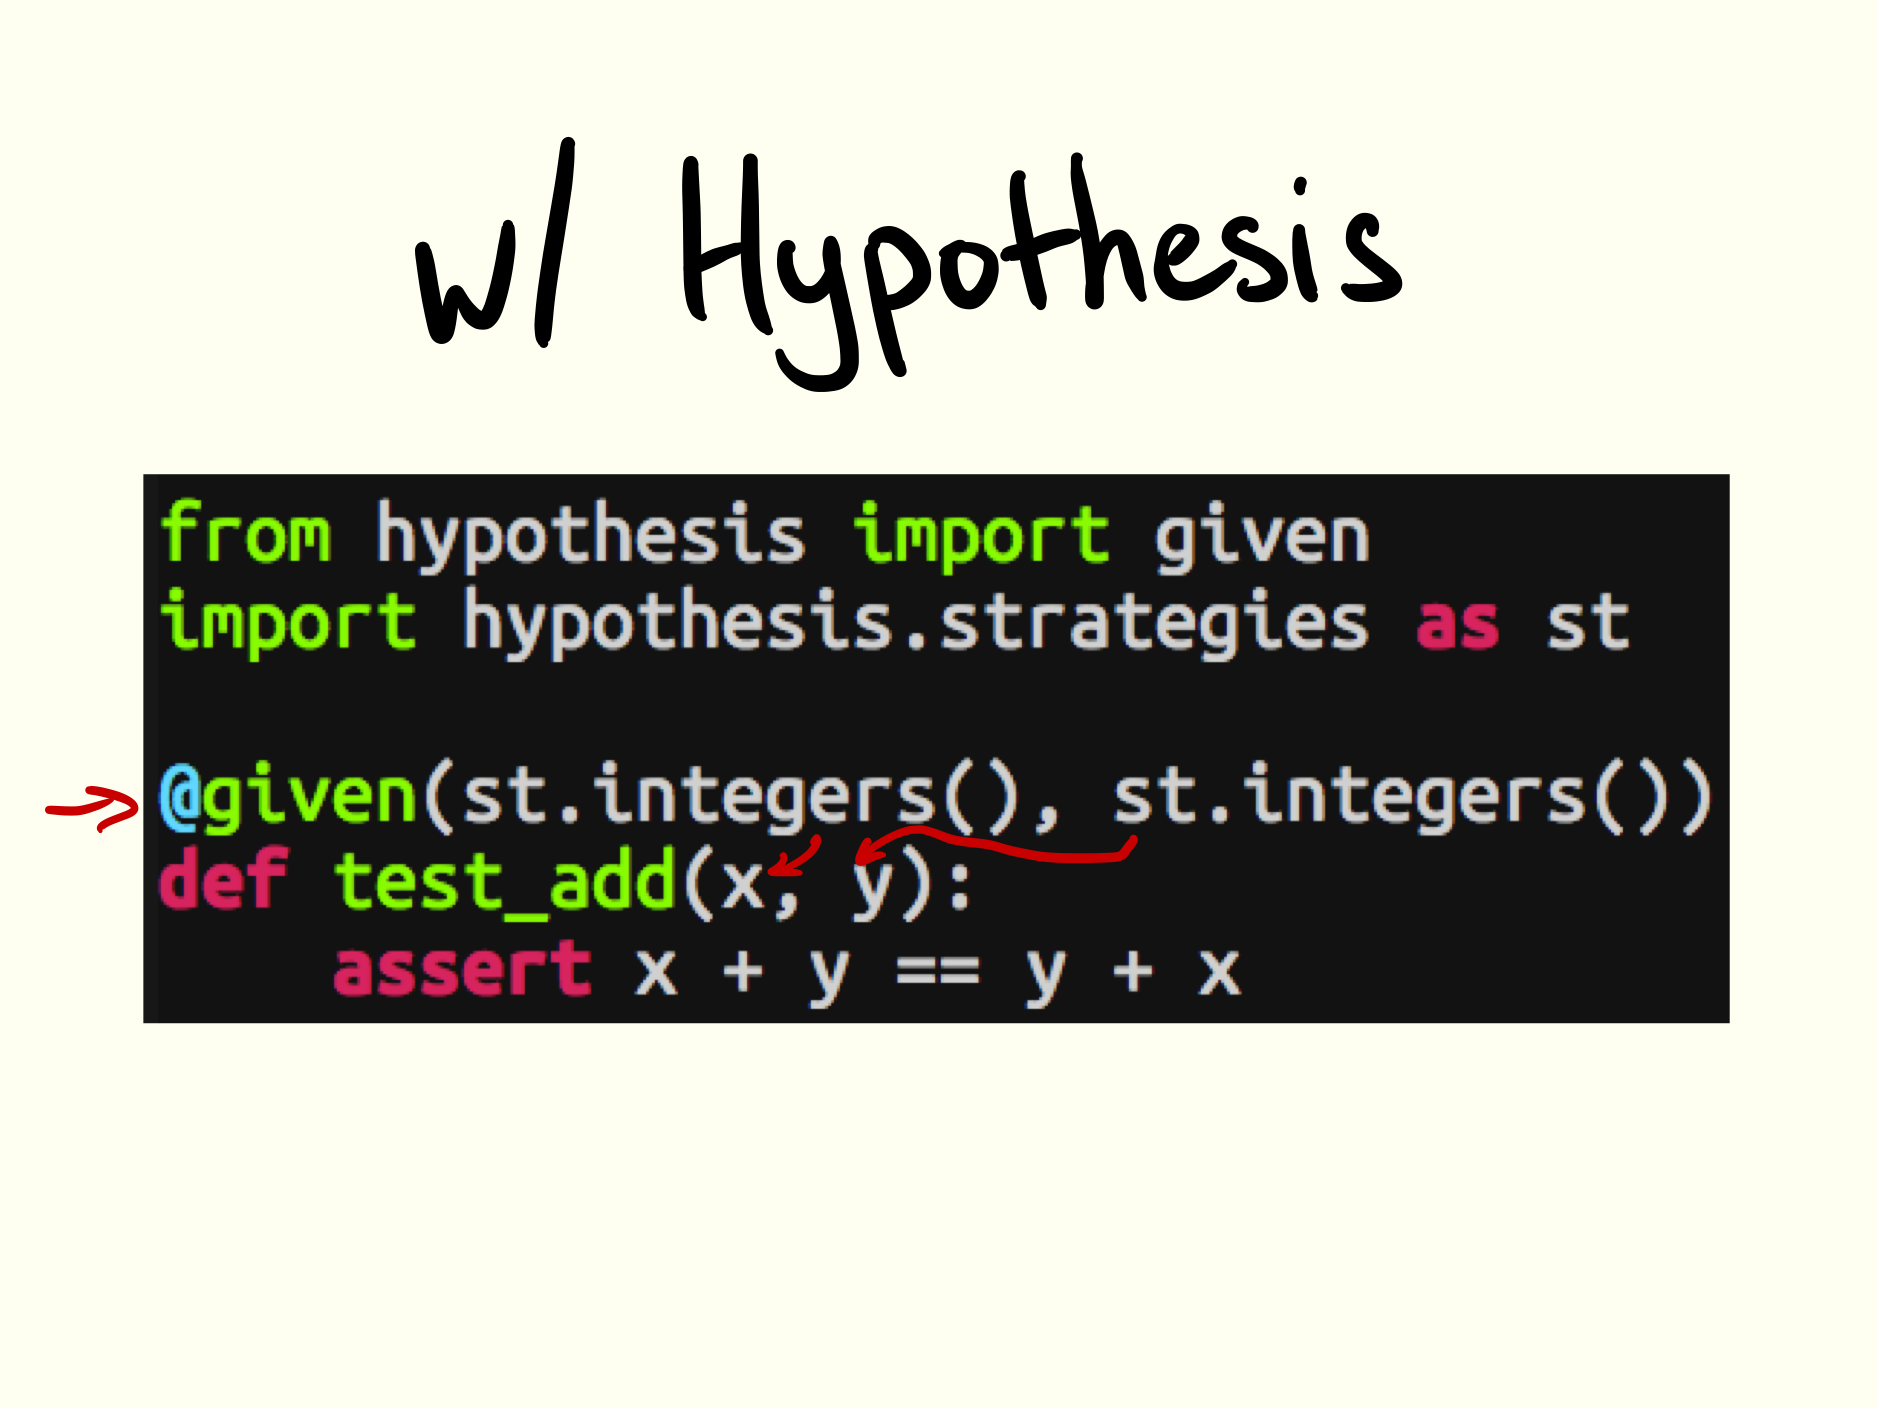 w/ Hypothesis
from hypothesis import given
import hypothesis.strategies as st
@given(st.integers(), st.integers())
def test_add(x, y):
    assert x + y == y + x